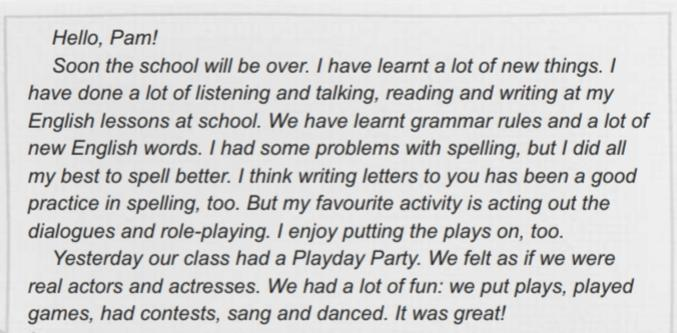 Hello, Pam!
Soon the school will be over. I have learnt a lot of new things. I
have done a lot of listening and talking, reading and writing at my
English lessons at school. We have learnt grammar rules and a lot of
new English words. I had some problems with spelling, but I did all
my best to spell better. I think writing letters to you has been a good
practice in spelling, too. But my favourite activity is acting out the
dialogues and role-playing. I enjoy putting the plays on, too.
Yesterday our class had a Playday Party. We felt as if we were
real actors and actresses. We had a lot of fun: we put plays, played
games, had contests, sang and danced. It was great!